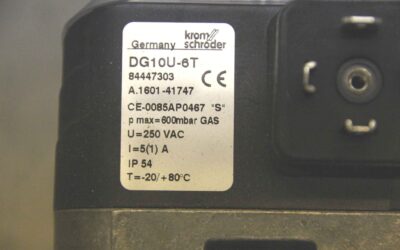 krom//
Germany schröder
DG10U-6T
84447303
CE
A.1601-41747
CE-0085AP0467 "S"
p max=600mbar GAS
U=250 VAC
I=5(1) A
IP 54
T=-20/+80°C